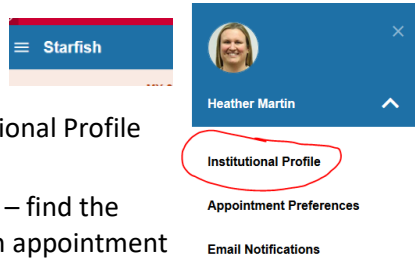 Starfish
Heather Martin
Institutional Profile
Appointment Preferences
Email Notifications
ional Profile
– find the
appointment